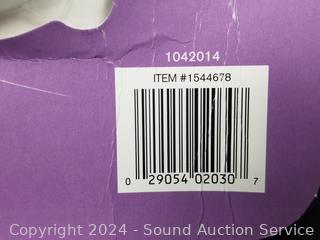 1042014
ITEM #1544678
0 29054 02030 7
Copyright 2024 - Sound Auction Service